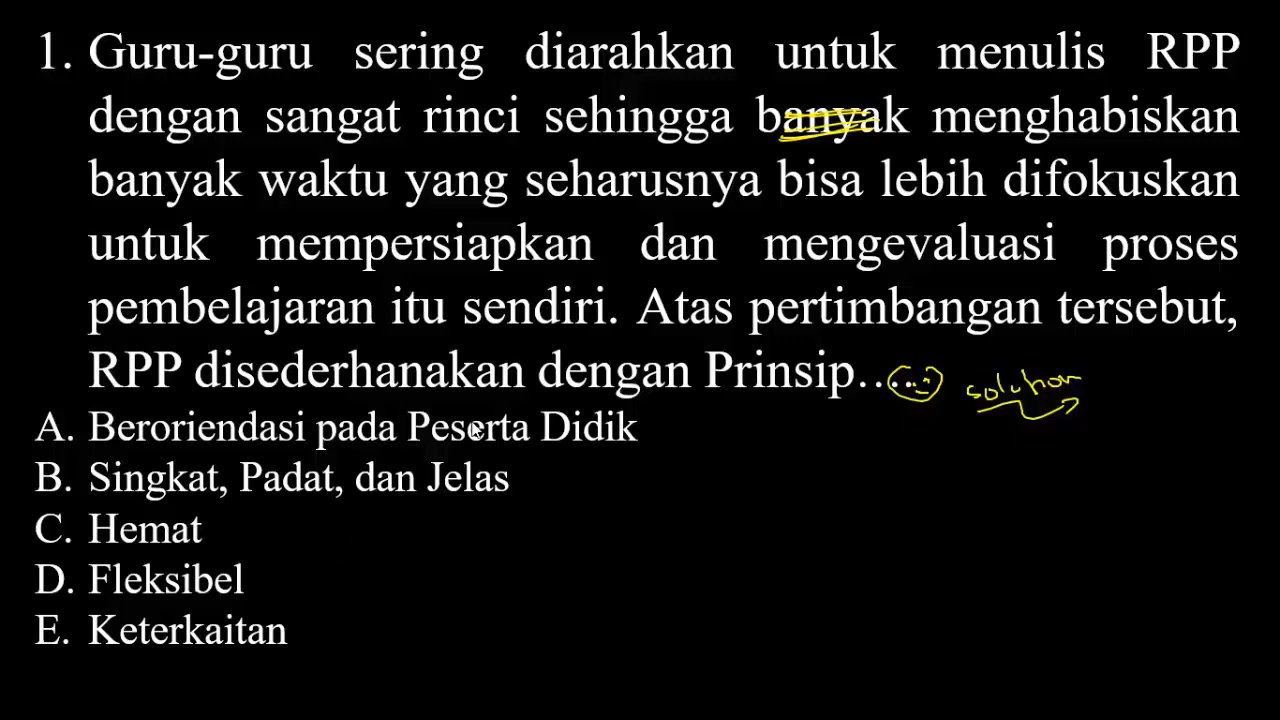 1. Guru-guru sering diarahkan untuk menulis RPP
dengan sangat rinci sehingga banyak menghabiskan
banyak waktu yang seharusnya bisa lebih difokuskan
untuk mempersiapkan dan mengevaluasi proses
pembelajaran itu sendiri. Atas pertimbangan tersebut,
RPP disederhanakan dengan Prinsip..... solution
A. Beroriendasi pada Peserta Didik
B. Singkat, Padat, dan Jelas
C. Hemat
D. Fleksibel
E. Keterkaitan